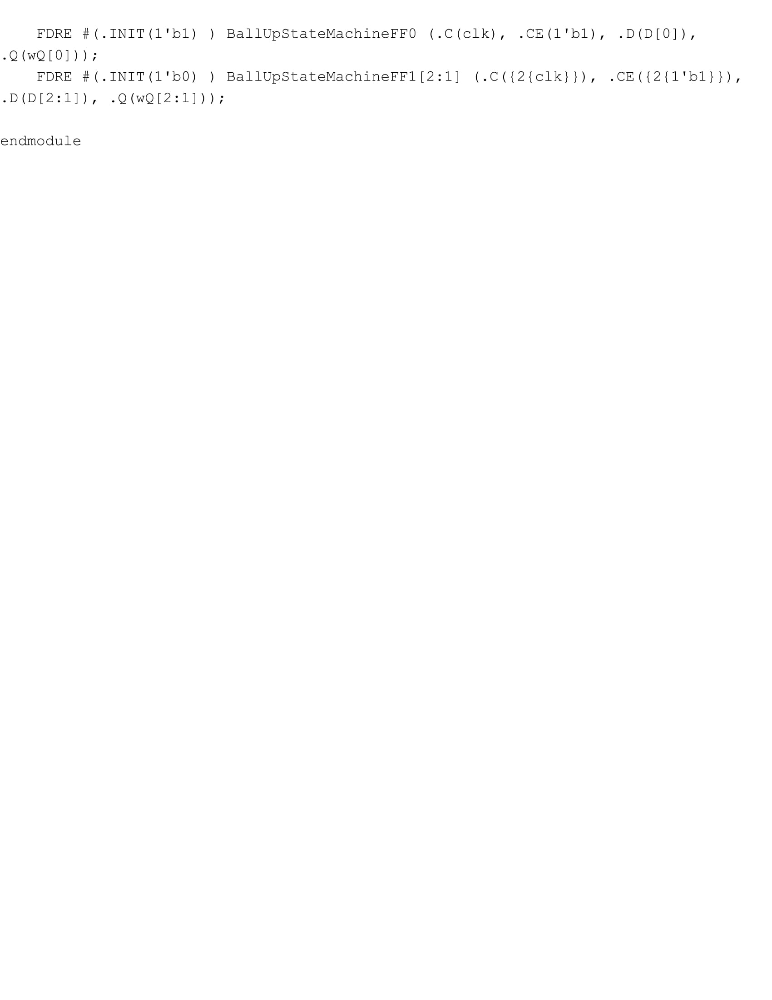 FDRE #(.INIT(1'b1) ) BallUpStateMachineFF0 (.C(clk), .CE(1'b1), .D(D[0]),
.Q(wQ[0]));
FDRE #(.INIT(1'b0) ) BallUpStateMachineFF1[2:1] (.C({2{clk}}), .CE({2{1'b1}}),
.D(D[2:1]), .Q(wQ[2:1]));
endmodule